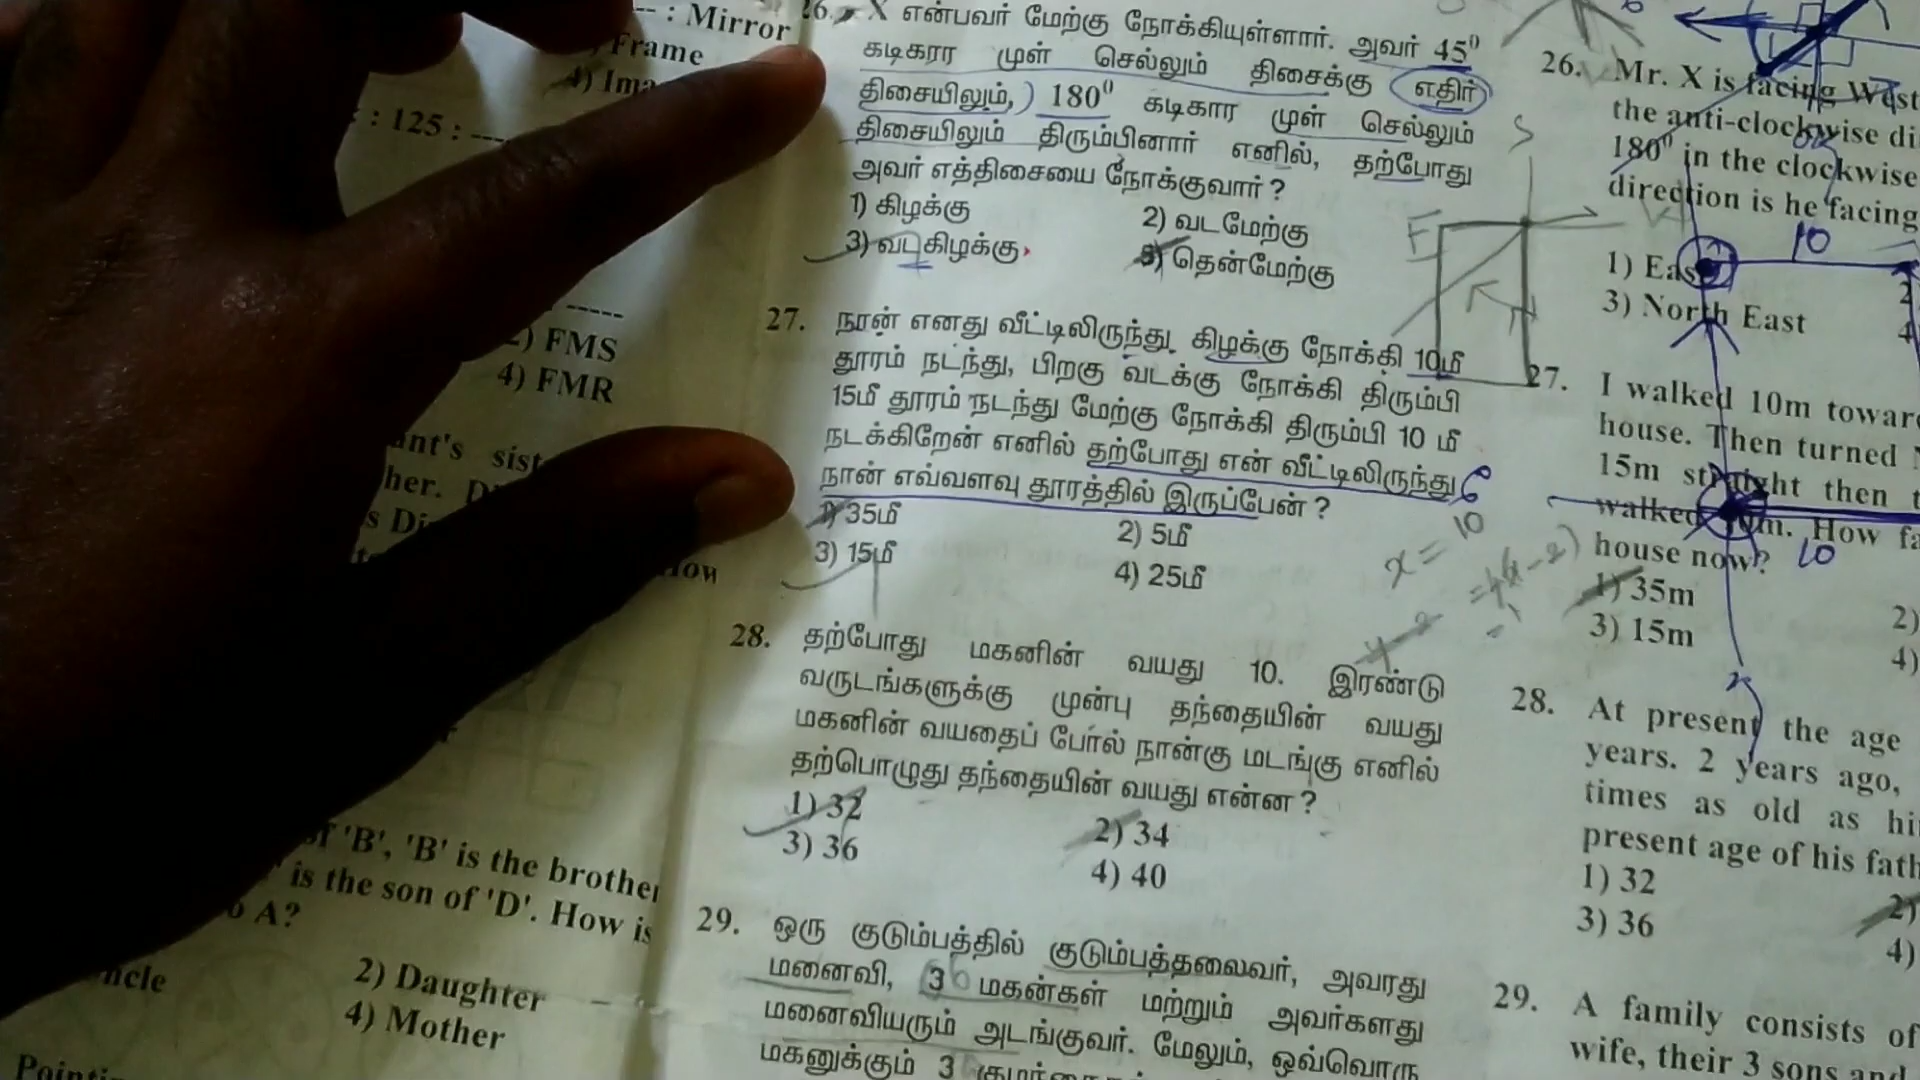 : Mirror
Frame
4) Ima
: 125 :
2) FMS
4) FMR
ant's
her.
'B', 'B' is the brother
is the son of 'D'. How is
A?
2) Daughter
4) Mother
26. X என்பவர் மேற்கு நோக்கியுள்ளார். அவர் 45⁰
கடிகார முள் செல்லும் திசைக்கு எதிர்
திசையிலும், 180⁰ கடிகார முள் செல்லும்
திசையிலும் திரும்பினார் எனில், தற்போது
அவர் எத்திசையை நோக்குவார் ?
1) கிழக்கு 2) வடமேற்கு
3) வடகிழக்கு தென்மேற்கு
27. நான் எனது வீட்டிலிருந்து கிழக்கு நோக்கி 10மீ
தூரம் நடந்து, பிறகு வடக்கு நோக்கி திரும்பி
15மீ தூரம் நடந்து மேற்கு நோக்கி திரும்பி 10 மீ
நடக்கிறேன் எனில் தற்போது என் வீட்டிலிருந்து
நான் எவ்வளவு தூரத்தில் இருப்பேன் ?
1) 35மீ 2) 5மீ
3) 15மீ 4) 25மீ
x = 10
28. தற்போது மகனின் வயது 10. இரண்டு
வருடங்களுக்கு முன்பு தந்தையின் வயது
மகனின் வயதைப் போல் நான்கு மடங்கு எனில்
தற்பொழுது தந்தையின் வயது என்ன ?
1) 32 2) 34
3) 36 4) 40
29. ஒரு குடும்பத்தில் குடும்பத்தலைவர், அவரது
மனைவி, 3 மகன்கள் மற்றும் அவர்களது
மனைவியரும் அடங்குவர். மேலும், ஒவ்வொரு
மகனுக்கும் 3
S
26. Mr. X is facing West
the anti-clockwise di
180⁰ in the clockwise
direction is he facing
10
1) East
3) North East
27. I walked 10m towar
house. Then turned
15m straight then
walked 10m. How fa
house now?
10
1) 35m 2)
3) 15m 4)
28. At present the age
years. 2 years ago,
times as old as hi
present age of his fath
1) 32 2)
3) 36 4)
29. A family consists of
wife, their 3 sons and